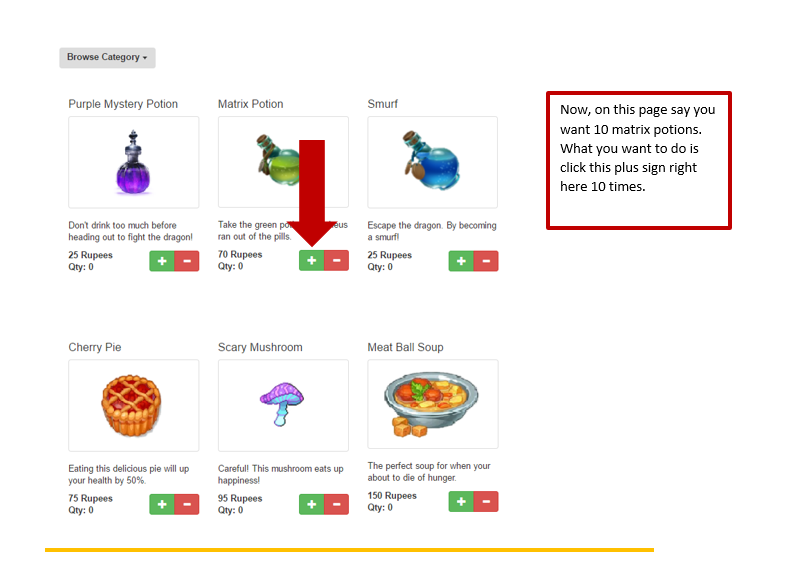 Browse Category
Purple Mystery Potion
Matrix Potion
Smurf
Now, on this page say you
want 10 matrix potions.
What you want to do is
click this plus sign right
here 10 times.
Don't drink too much before
heading out to fight the dragon!
25 Rupees
Qty: 0
+ -
Take the green
ran out of the pills.
70 Rupees
Qty: 0
+ -
Escape the dragon. By becoming
a smurf!
25 Rupees
Qty: 0
+ -
Cherry Pie
Scary Mushroom
Meat Ball Soup
Eating this delicious pie will up
your health by 50%.
75 Rupees
Qty: 0
+ -
Careful! This mushroom eats up
happiness!
95 Rupees
Qty: 0
+ -
The perfect soup for when your
about to die of hunger.
150 Rupees
Qty: 0
+ -